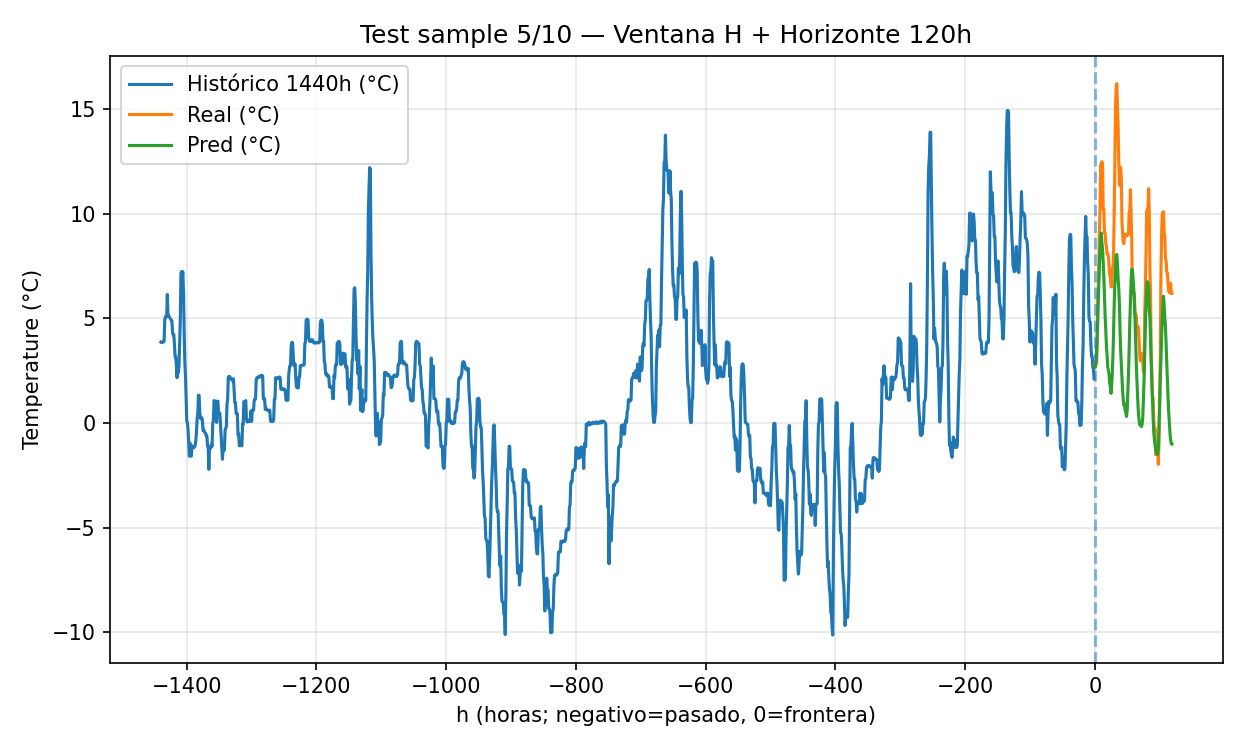 Test sample 5/10 — Ventana H + Horizonte 120h
Histórico 1440h (°C)
Real (°C)
Pred (°C)
Temperature (°C)
15
10
5
0
−5
−10
−1400 −1200 −1000 −800 −600 −400 −200 0
h (horas; negativo=pasado, 0=frontera)